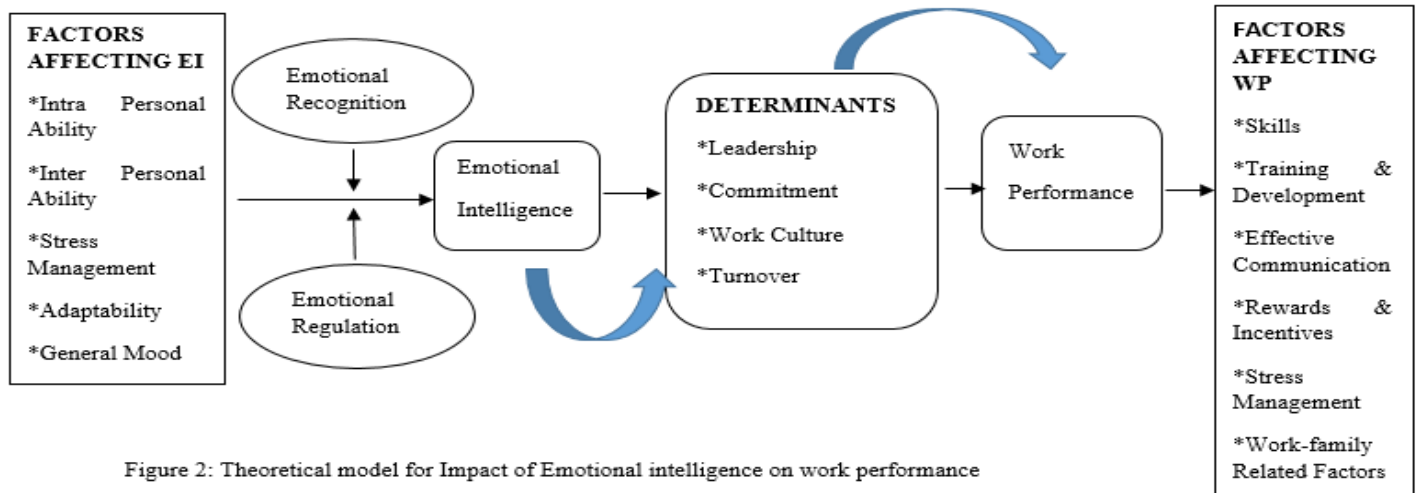 FACTORS
AFFECTING EI
*Intra Personal
Ability
*Inter Personal
Ability
*Stress
Management
*Adaptability
*General Mood
Emotional
Recognition
Emotional
Regulation
Emotional
Intelligence
DETERMINANTS
*Leadership
*Commitment
*Work Culture
*Turnover
Work
Performance
FACTORS
AFFECTING
WP
*Skills
*Training &
Development
*Effective
Communication
*Rewards &
Incentives
*Stress
Management
*Work-family
Related Factors
Figure 2: Theoretical model for Impact of Emotional intelligence on work performance